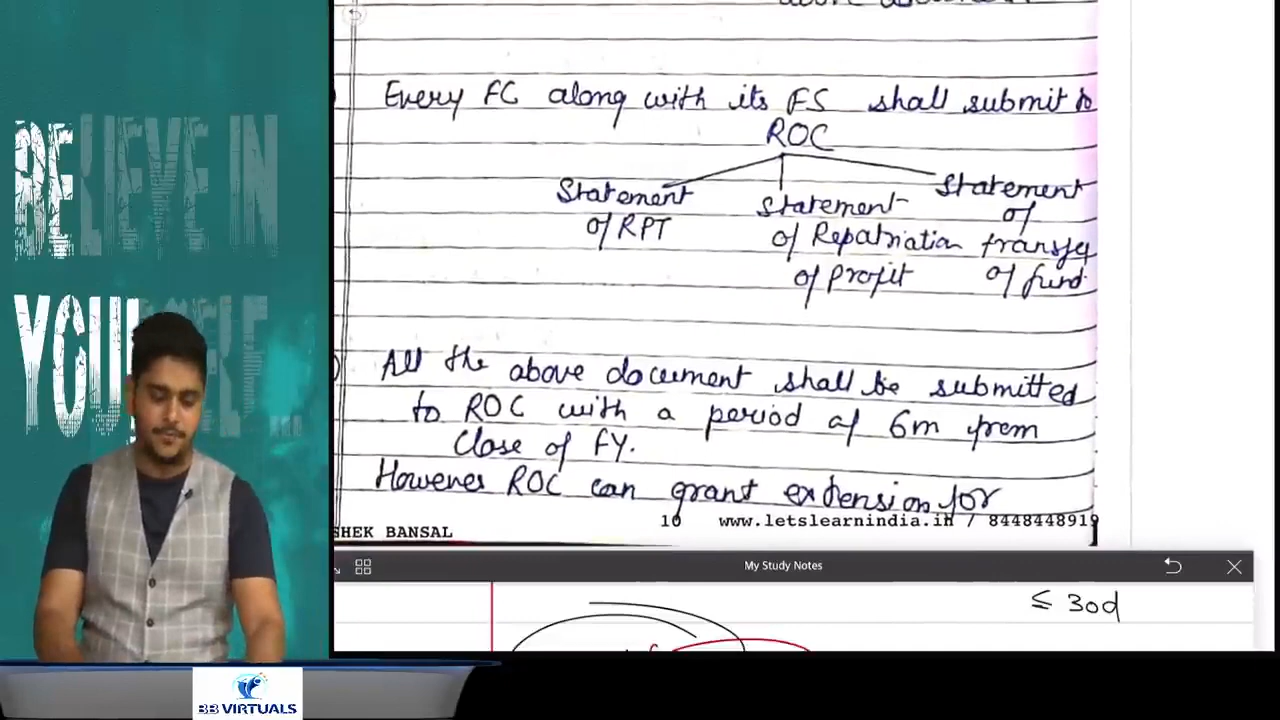 BELIEVE IN
YOURSELF...
Every FC along with its FS shall submit to
ROC
Statement
of RPT
Statement
of Repatriation
of Profit
Statement
of
transfer
of fund.
All the above document shall be submitted
to ROC with a period of 6m from
Close of FY.
However ROC can grant extension for
SHEK BANSAL
10
www.letslearnindia.in / 8448448919
My Study Notes
≤ 30d
BB VIRTUALS